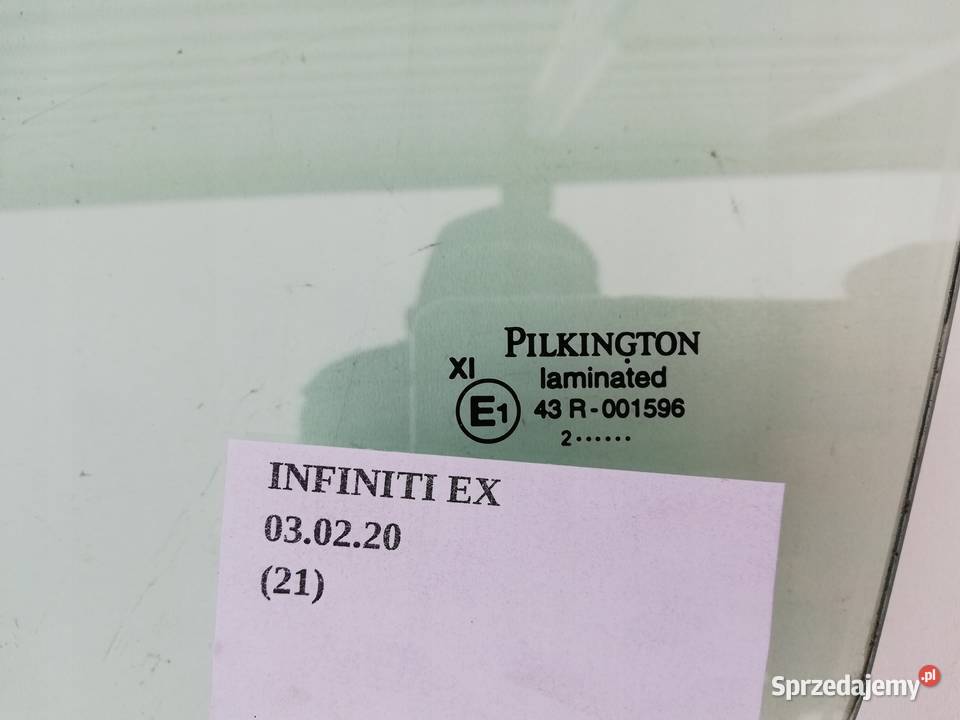 PILKINGTON
XI
laminated
E1 43 R-001596
2······
INFINITI EX
03.02.20
(21)
Sprzedajemy.pl